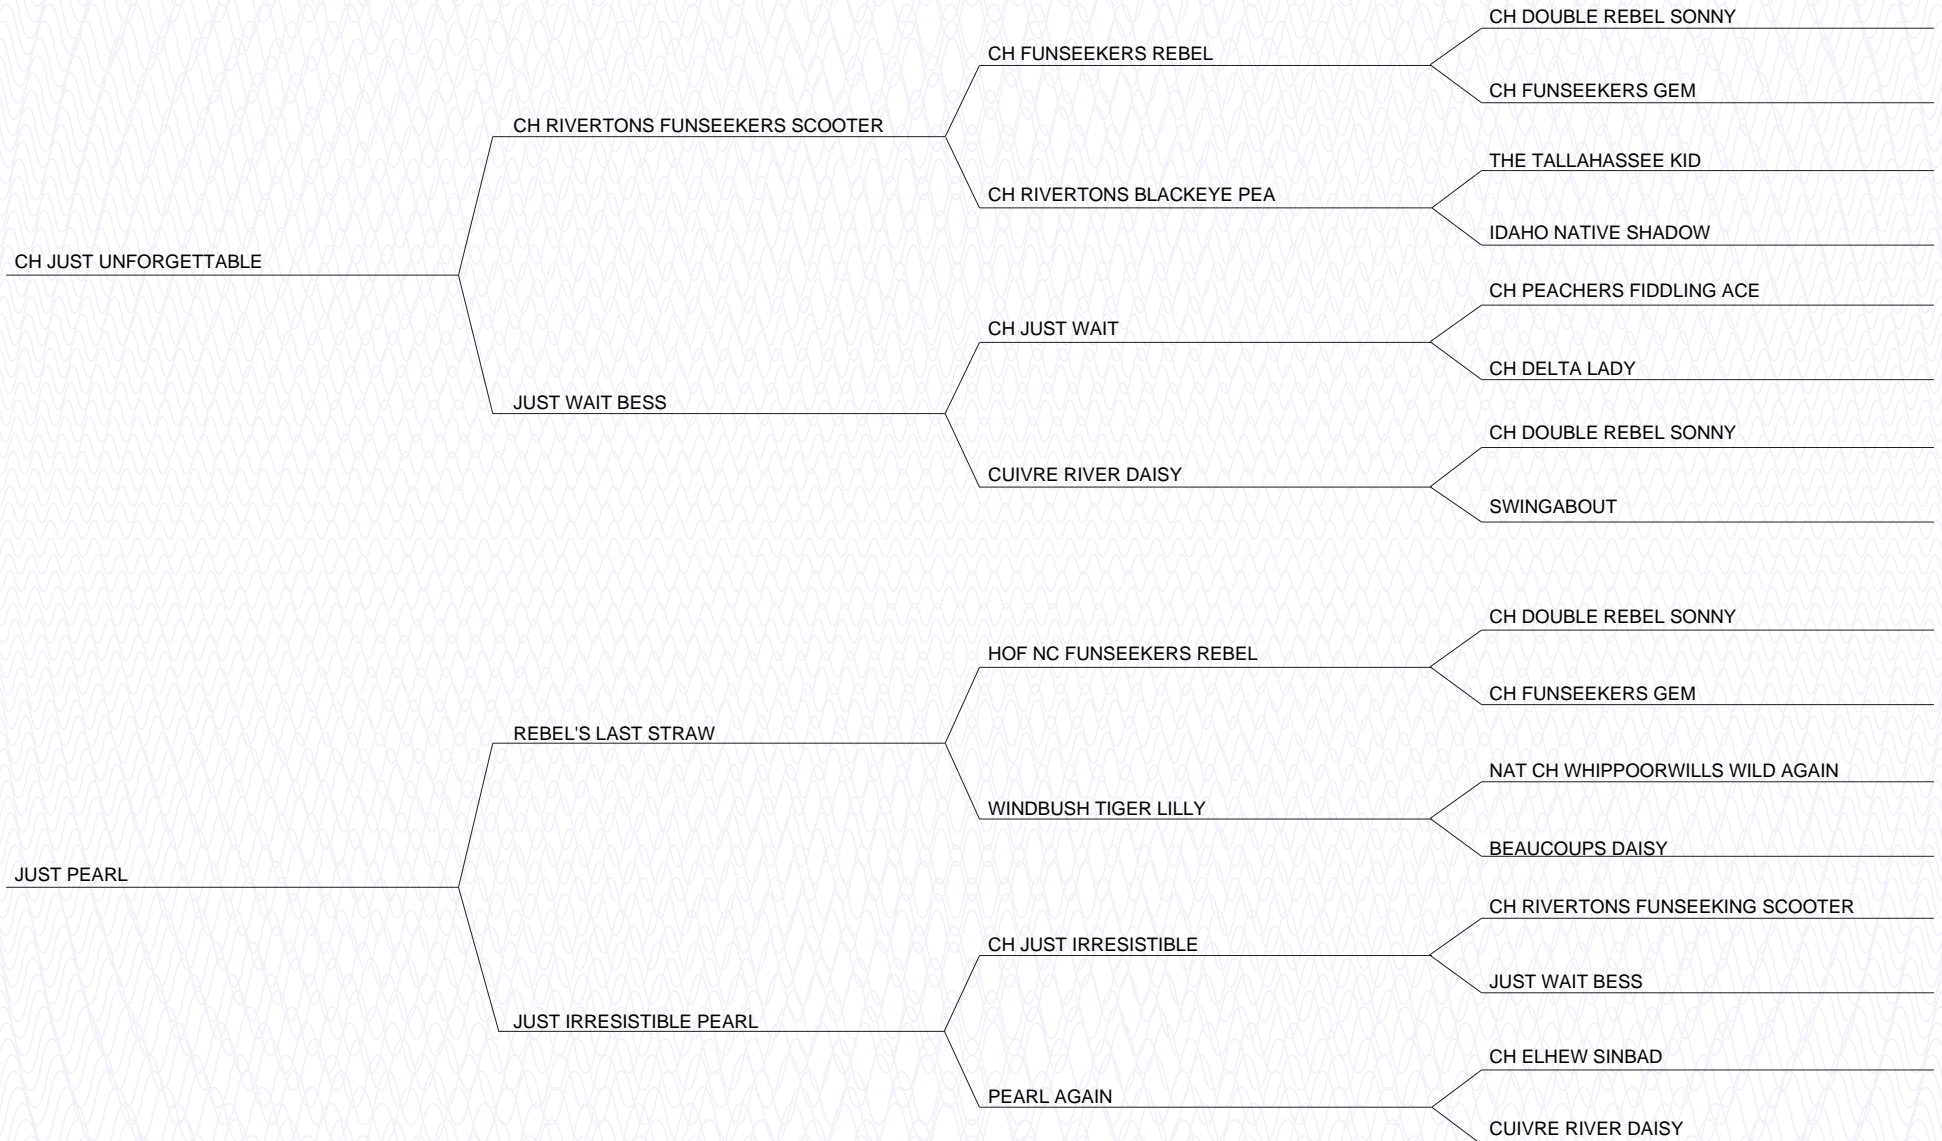 CH DOUBLE REBEL SONNY
CH FUNSEEKERS REBEL
CH FUNSEEKERS GEM
CH RIVERTONS FUNSEEKERS SCOOTER
THE TALLAHASSEE KID
CH RIVERTONS BLACKEYE PEA
IDAHO NATIVE SHADOW
CH JUST UNFORGETTABLE
CH PEACHERS FIDDLING ACE
CH JUST WAIT
CH DELTA LADY
JUST WAIT BESS
CH DOUBLE REBEL SONNY
CUIVRE RIVER DAISY
SWINGABOUT
CH DOUBLE REBEL SONNY
HOF NC FUNSEEKERS REBEL
CH FUNSEEKERS GEM
REBEL'S LAST STRAW
NAT CH WHIPPOORWILLS WILD AGAIN
WINDBUSH TIGER LILLY
BEAUCOUPS DAISY
JUST PEARL
CH RIVERTONS FUNSEEKING SCOOTER
CH JUST IRRESISTIBLE
JUST WAIT BESS
JUST IRRESISTIBLE PEARL
CH ELHEW SINBAD
PEARL AGAIN
CUIVRE RIVER DAISY